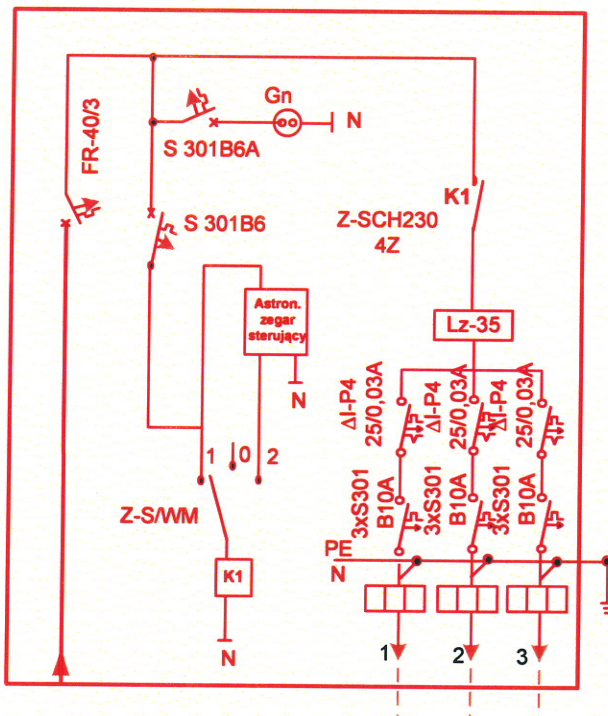 FR-40/3
Gn
N
S 301B6A
S 301B6
K1
Z-SCH230
4Z
Astron.
zegar
sterujący
N
Lz-35
ΔI-P4
25/0,03A
ΔI-P4
25/0,03A
ΔI-P4
25/0,03A
1
0
2
Z-S/WM
3xS301
B10A
3xS301
B10A
3xS301
B10A
PE
N
K1
N
1
2
3